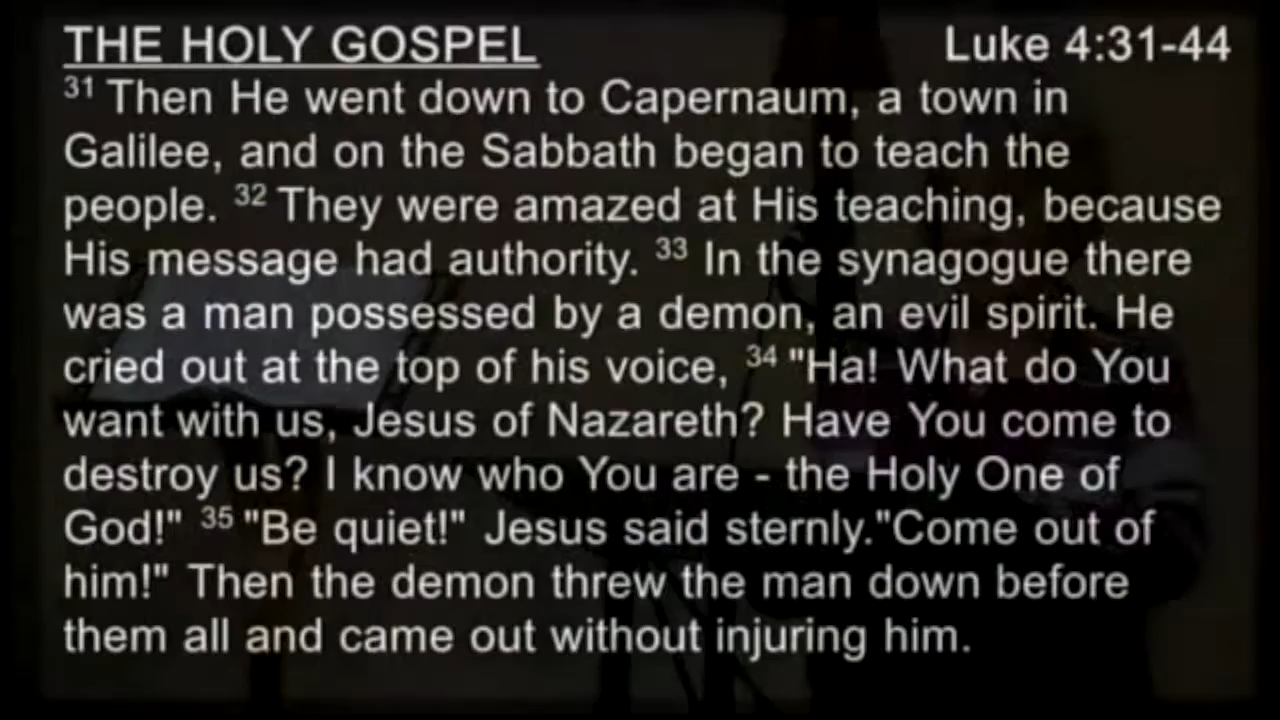 THE HOLY GOSPEL Luke 4:31-44
31 Then He went down to Capernaum, a town in
Galilee, and on the Sabbath began to teach the
people. 32 They were amazed at His teaching, because
His message had authority. 33 In the synagogue there
was a man possessed by a demon, an evil spirit. He
cried out at the top of his voice, 34 "Ha! What do You
want with us, Jesus of Nazareth? Have You come to
destroy us? I know who You are - the Holy One of
God!" 35 "Be quiet!" Jesus said sternly."Come out of
him!" Then the demon threw the man down before
them all and came out without injuring him.